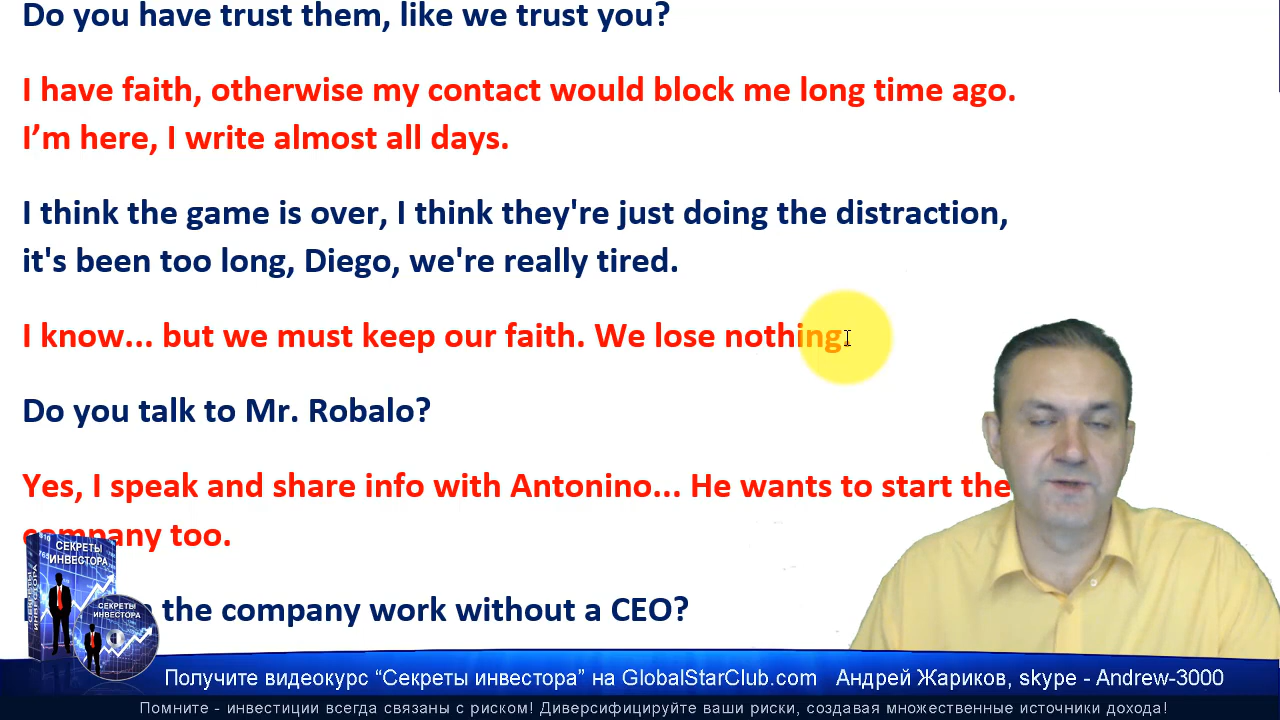 Do you have trust them, like we trust you?
I have faith, otherwise my contact would block me long time ago.
I’m here, I write almost all days.
I think the game is over, I think they're just doing the distraction,
it's been too long, Diego, we're really tired.
I know... but we must keep our faith. We lose nothing.
Do you talk to Mr. Robalo?
Yes, I speak and share info with Antonino... He wants to start the
company too.
the company work without a CEO?
СЕКРЕТЫ
ИНВЕСТОРА
СЕКРЕТЫ
ИНВЕСТОРА
СЕКРЕТЫ
ИНВЕСТОРА
Получите видеокурс “Секреты инвестора” на GlobalStarClub.com Андрей Жариков, skype - Andrew-3000
Помните - инвестиции всегда связаны с риском! Диверсифицируйте ваши риски, создавая множественные источники дохода!